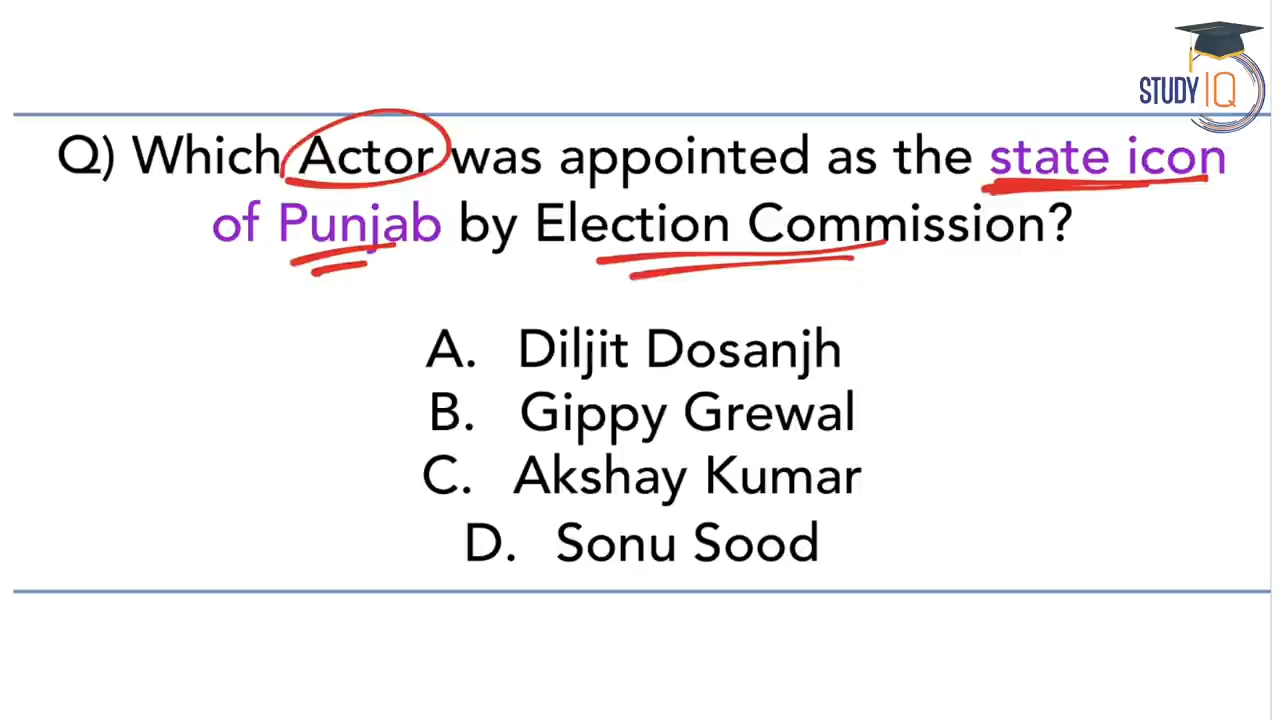 STUDY IQ
Q) Which Actor was appointed as the state icon
of Punjab by Election Commission?
A. Diljit Dosanjh
B. Gippy Grewal
C. Akshay Kumar
D. Sonu Sood